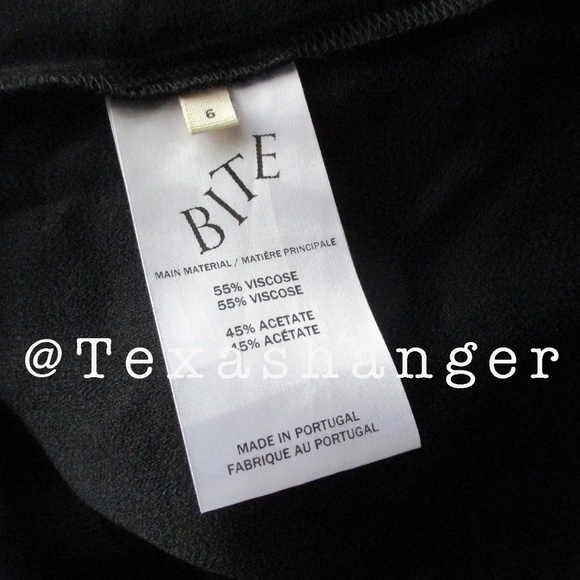 6
BITE
MAIN MATERIAL / MATIÈRE PRINCIPALE
55% VISCOSE
55% VISCOSE
45% ACETATE
45% ACÉTATE
@Texashanger
MADE IN PORTUGAL
FABRIQUE AU PORTUGAL